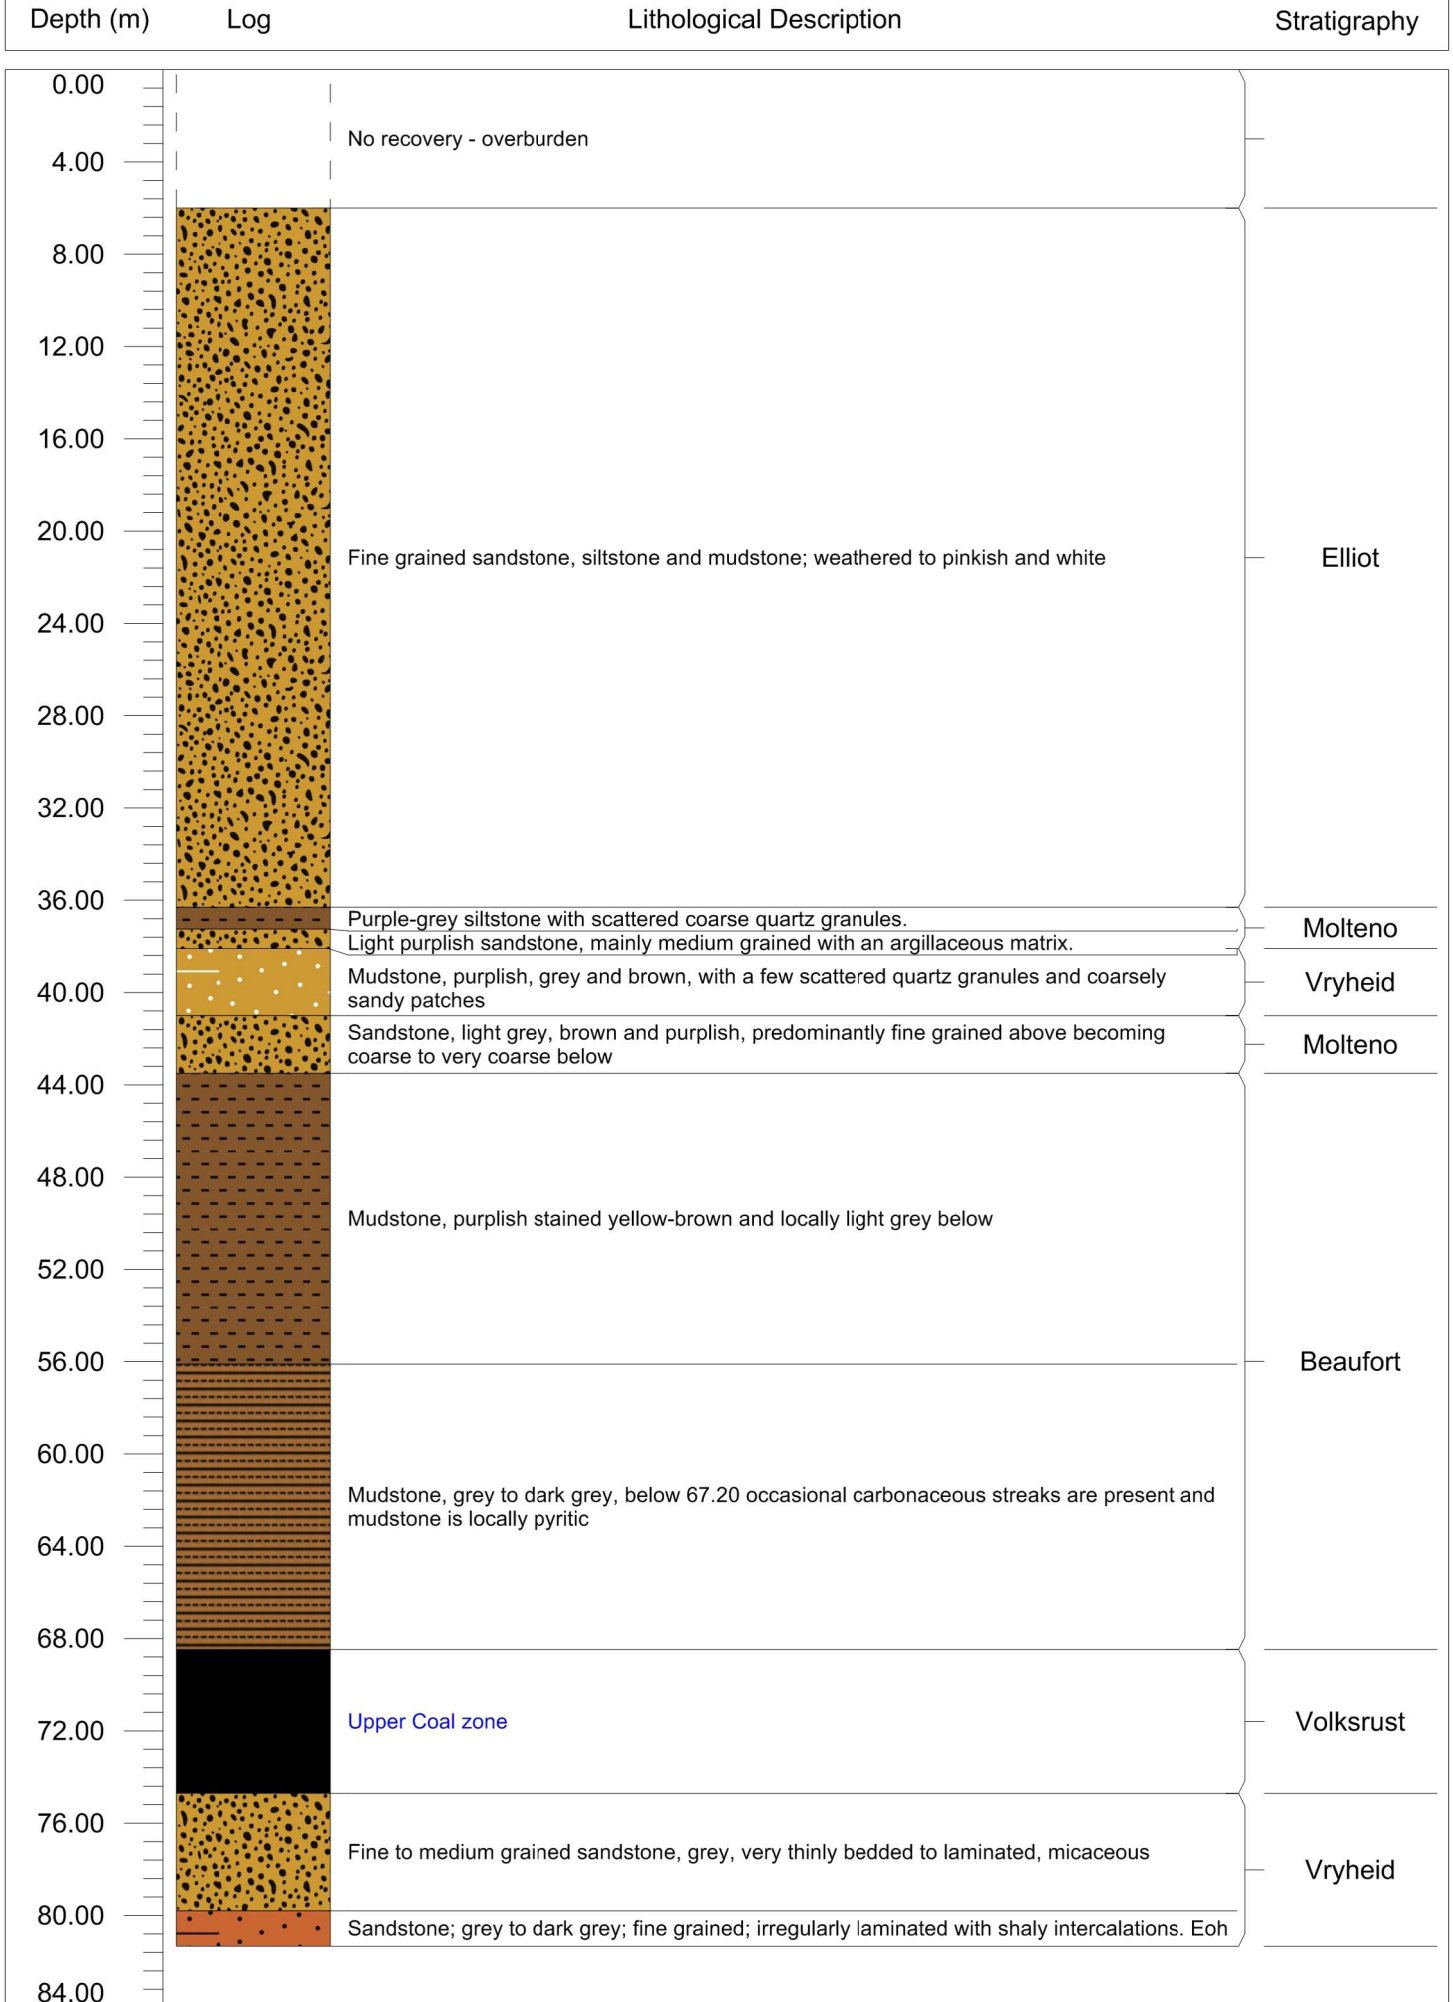 Depth (m) Log Lithological Description Stratigraphy
0.00
No recovery - overburden
4.00
8.00
12.00
16.00
20.00
Fine grained sandstone, siltstone and mudstone; weathered to pinkish and white Elliot
24.00
28.00
32.00
36.00
Purple-grey siltstone with scattered coarse quartz granules.
Molteno
Light purplish sandstone, mainly medium grained with an argillaceous matrix.
Mudstone, purplish, grey and brown, with a few scattered quartz granules and coarsely
sandy patches
Vryheid
40.00
Sandstone, light grey, brown and purplish, predominantly fine grained above becoming
coarse to very coarse below
Molteno
44.00
48.00
Mudstone, purplish stained yellow-brown and locally light grey below
52.00
56.00 Beaufort
60.00
Mudstone, grey to dark grey, below 67.20 occasional carbonaceous streaks are present and
mudstone is locally pyritic
64.00
68.00
Upper Coal zone Volksrust
72.00
76.00
Fine to medium grained sandstone, grey, very thinly bedded to laminated, micaceous
Vryheid
80.00
Sandstone; grey to dark grey; fine grained; irregularly laminated with shaly intercalations. Eoh
84.00